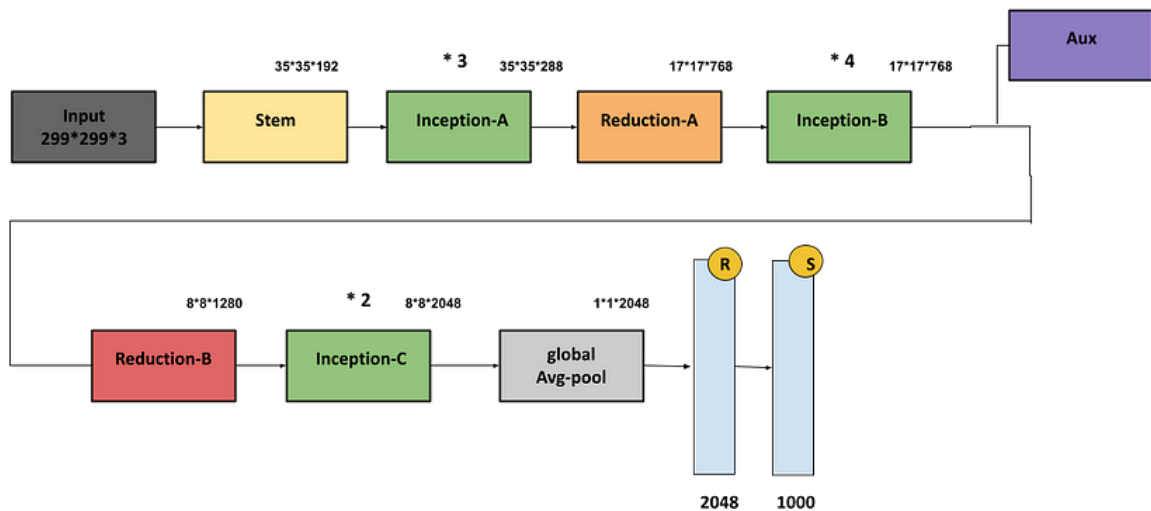 Aux
* 3
* 4
35*35*192
35*35*288
17*17*768
17*17*768
Input
299*299*3
Stem
Inception-A
Reduction-A
Inception-B
R
S
* 2
8*8*1280
8*8*2048
1*1*2048
Reduction-B
Inception-C
global
Avg-pool
2048
1000